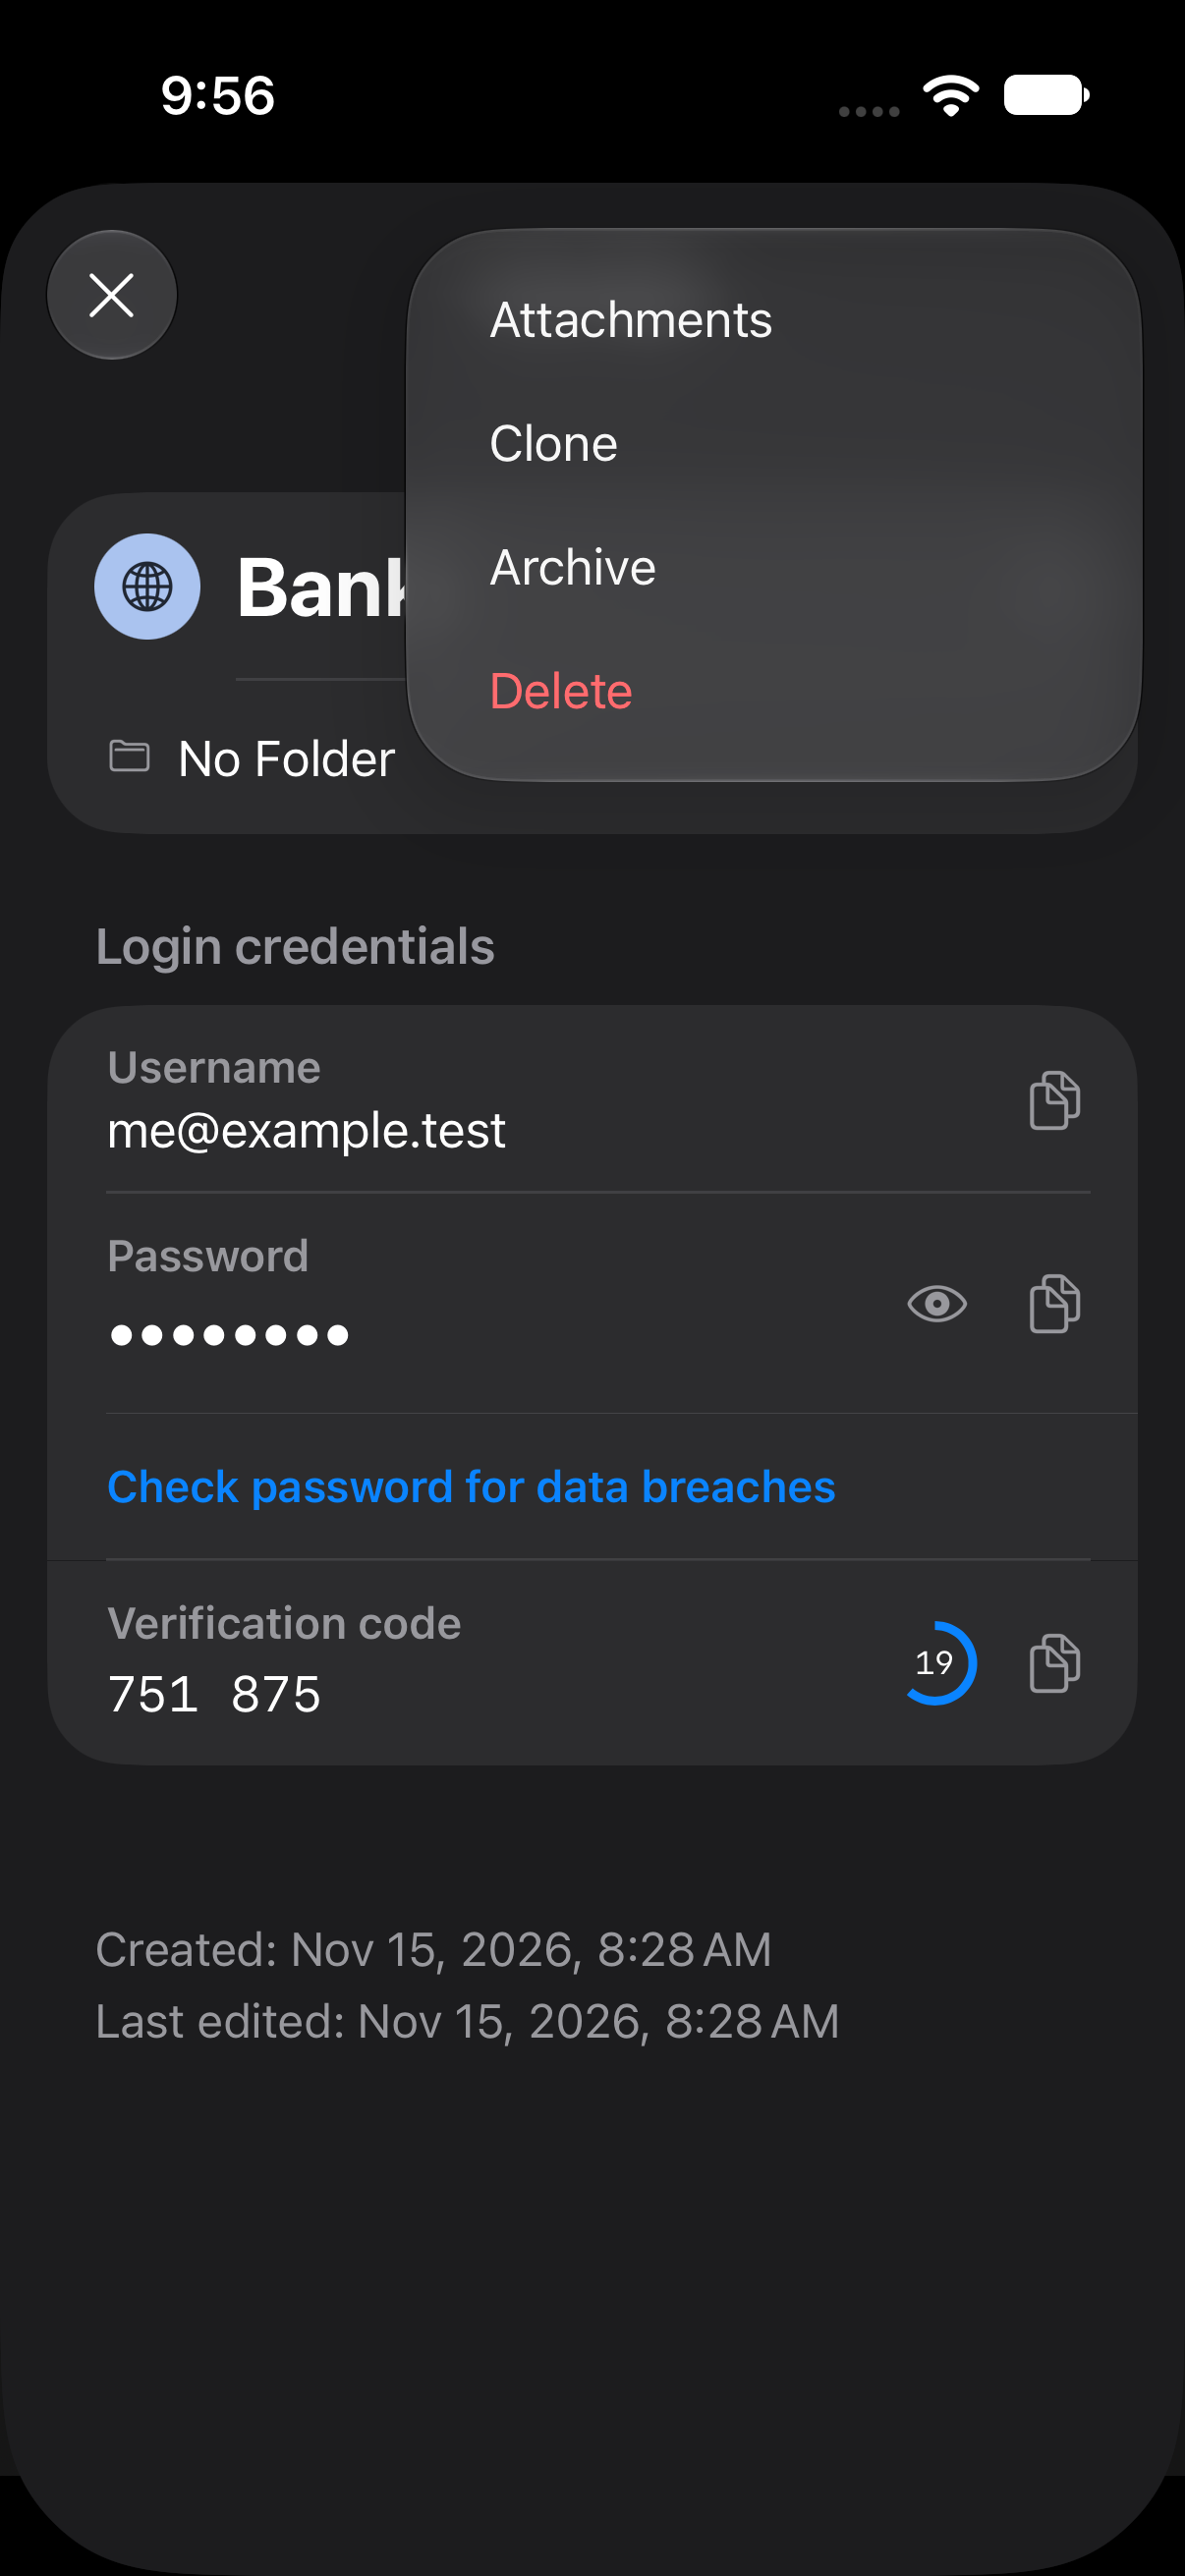 9:56
Attachments
Clone
Archive
Delete
Bank
No Folder
Login credentials
Username
me@example.test
Password
••••••••
Check password for data breaches
Verification code
751 875
19
Created: Nov 15, 2026, 8:28 AM
Last edited: Nov 15, 2026, 8:28 AM